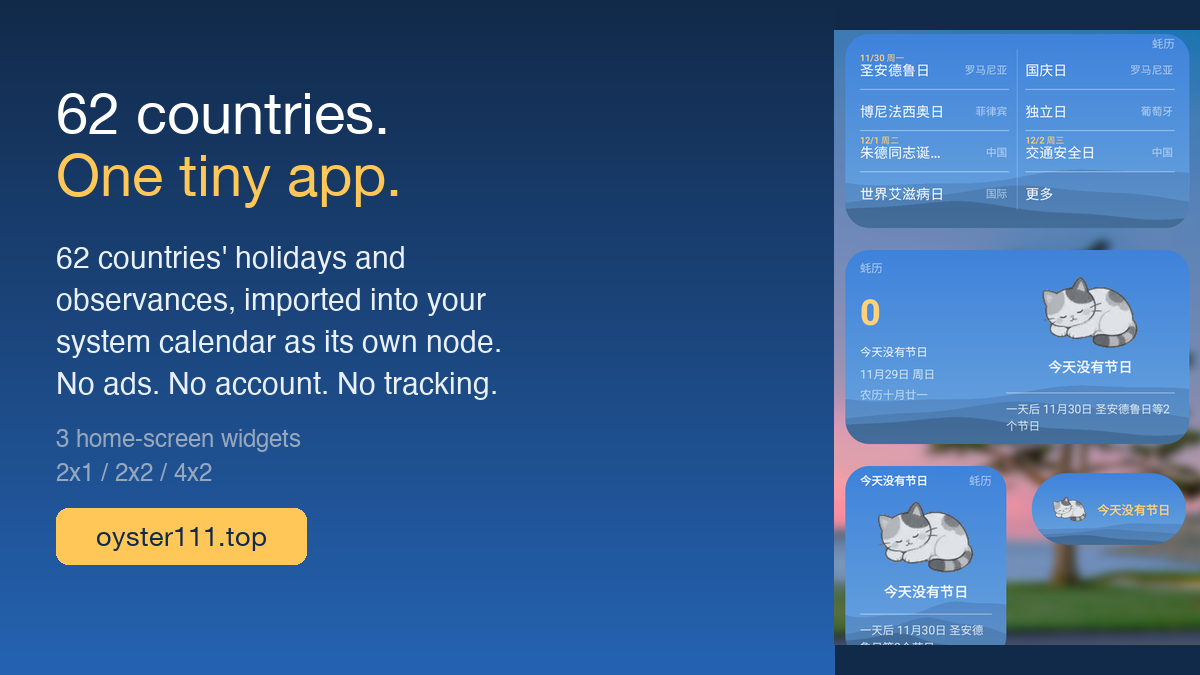 62 countries.
One tiny app.
62 countries' holidays and
observances, imported into your
system calendar as its own node.
No ads. No account. No tracking.
3 home-screen widgets
2x1 / 2x2 / 4x2
oyster111.top
蚝历
11/30 周一
圣安德鲁日 罗马尼亚
国庆日 罗马尼亚
博尼法西奥日 菲律宾
独立日 葡萄牙
12/1 周二
朱德同志诞... 中国
12/2 周三
交通安全日 中国
世界艾滋病日 国际
更多
蚝历
0
今天没有节日
11月29日 周日
农历十月廿一
今天没有节日
一天后 11月30日 圣安德鲁日等2
个节日
今天没有节日 蚝历
今天没有节日
一天后 11月30日 圣安德
今天没有节日